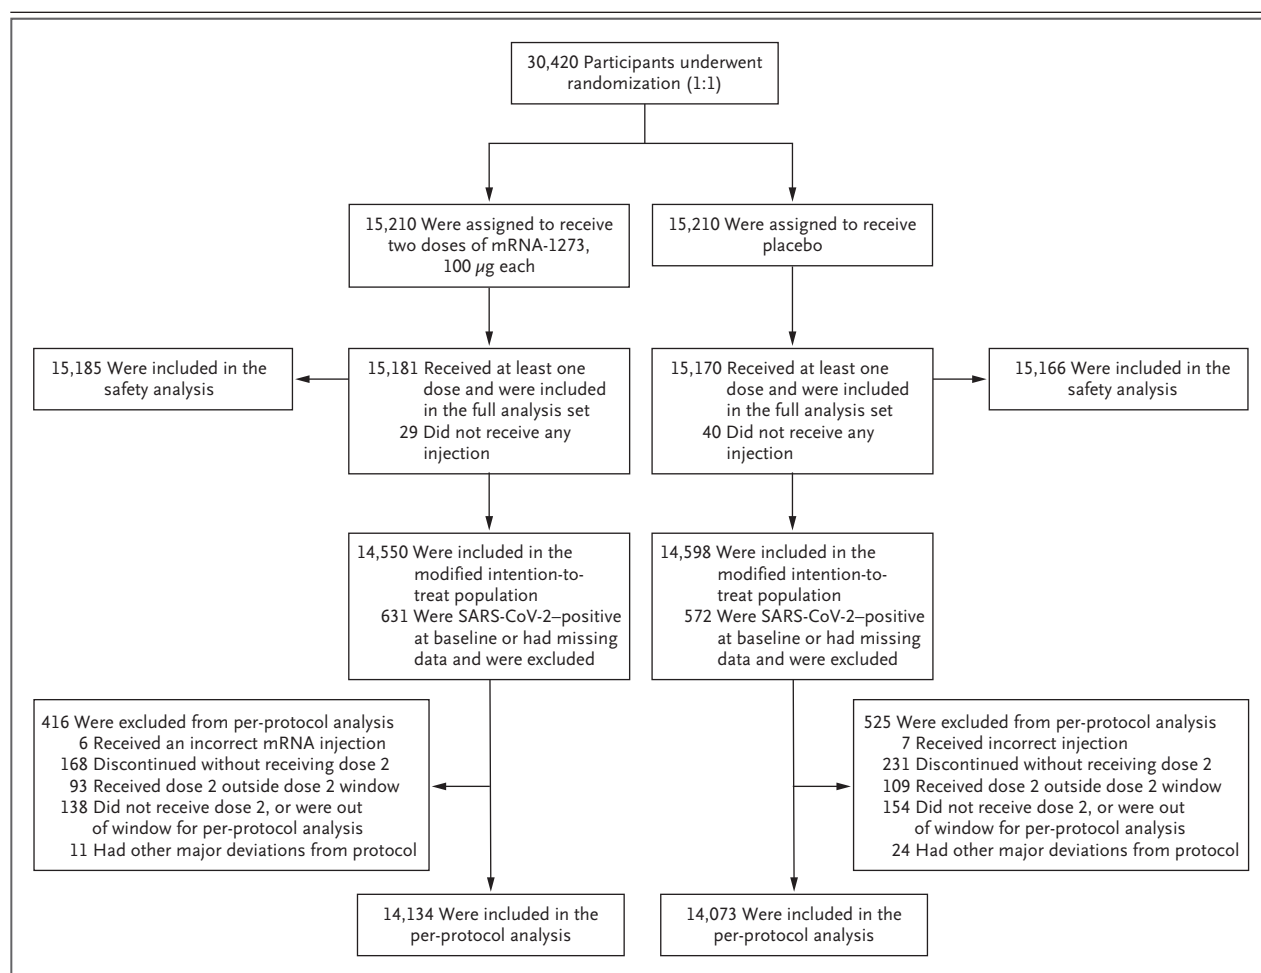 30,420 Participants underwent
randomization (1:1)
15,210 Were assigned to receive
two doses of mRNA-1273,
100 µg each
15,210 Were assigned to receive
placebo
15,185 Were included in the
safety analysis
15,181 Received at least one
dose and were included
in the full analysis set
29 Did not receive any
injection
15,170 Received at least one
dose and were included
in the full analysis set
40 Did not receive any
injection
15,166 Were included in the
safety analysis
14,550 Were included in the
modified intention-to-
treat population
631 Were SARS-CoV-2–positive
at baseline or had missing
data and were excluded
14,598 Were included in the
modified intention-to-
treat population
572 Were SARS-CoV-2–positive
at baseline or had missing
data and were excluded
416 Were excluded from per-protocol analysis
6 Received an incorrect mRNA injection
168 Discontinued without receiving dose 2
93 Received dose 2 outside dose 2 window
138 Did not receive dose 2, or were out
of window for per-protocol analysis
11 Had other major deviations from protocol
525 Were excluded from per-protocol analysis
7 Received incorrect injection
231 Discontinued without receiving dose 2
109 Received dose 2 outside dose 2 window
154 Did not receive dose 2, or were out
of window for per-protocol analysis
24 Had other major deviations from protocol
14,134 Were included in the
per-protocol analysis
14,073 Were included in the
per-protocol analysis